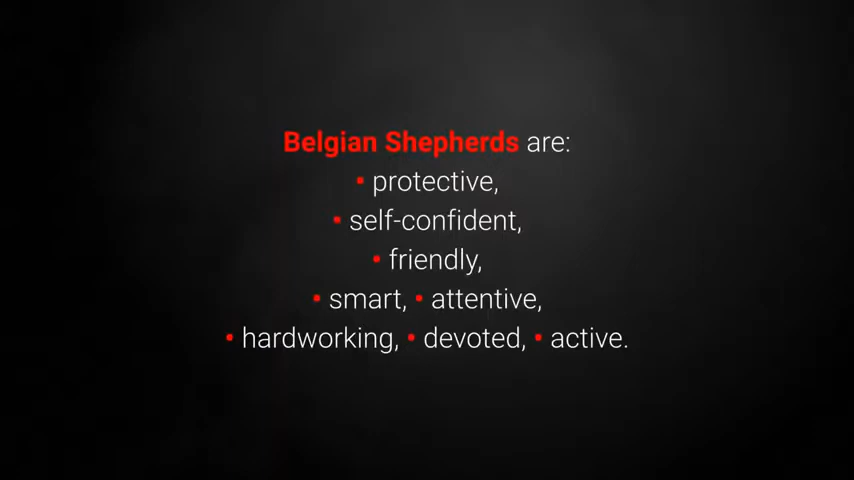 Belgian Shepherds are:
• protective,
• self-confident,
• friendly,
• smart, • attentive,
• hardworking, • devoted, • active.